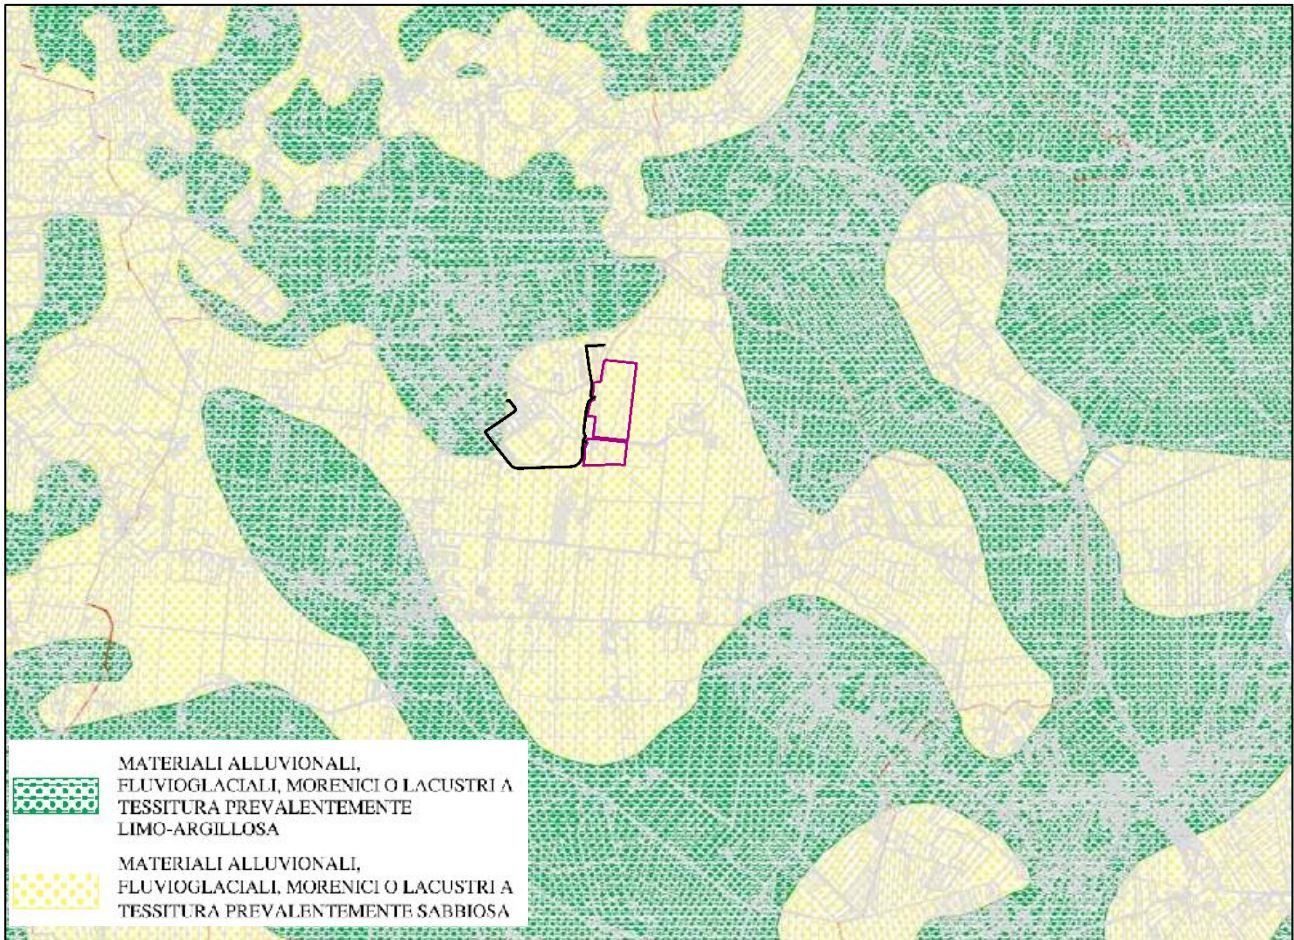 MATERIALI ALLUVIONALI,
FLUVIOGLACIALI, MORENICI O LACUSTRI A
TESSITURA PREVALENTEMENTE
LIMO-ARGILLOSA
MATERIALI ALLUVIONALI,
FLUVIOGLACIALI, MORENICI O LACUSTRI A
TESSITURA PREVALENTEMENTE SABBIOSA